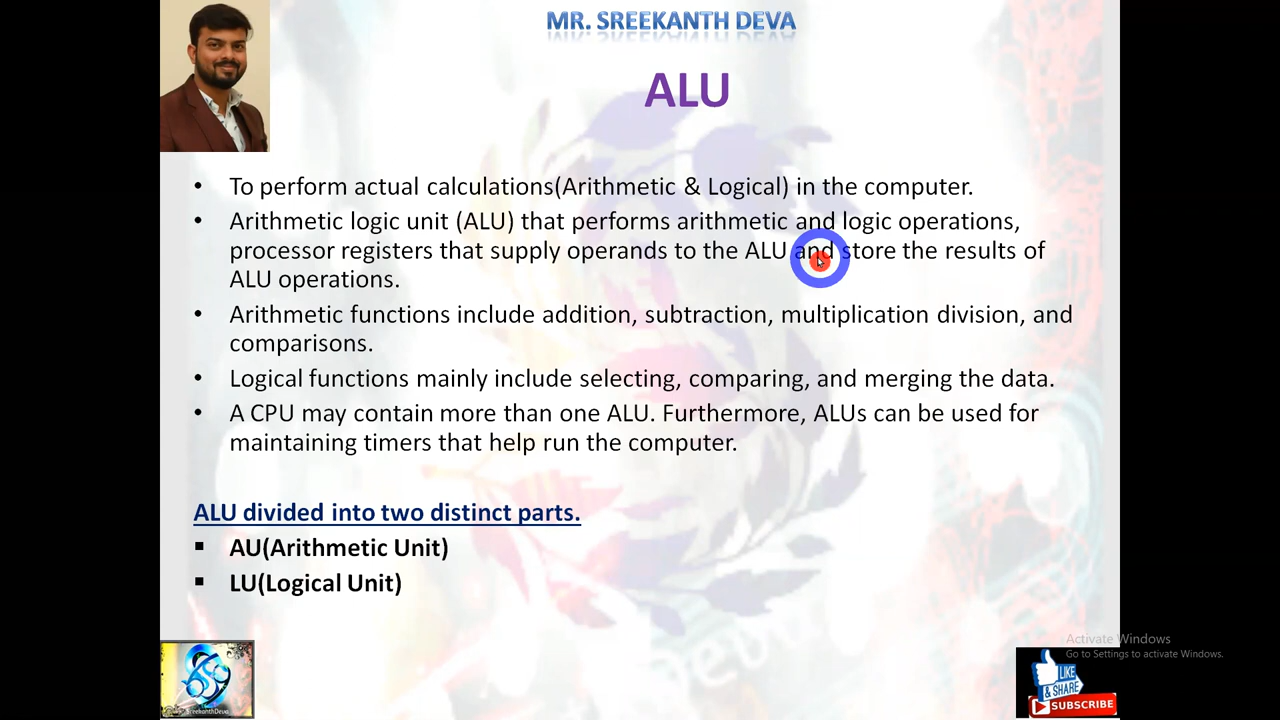 MR. SREEKANTH DEVA
ALU
• To perform actual calculations(Arithmetic & Logical) in the computer.
• Arithmetic logic unit (ALU) that performs arithmetic and logic operations,
processor registers that supply operands to the ALU and store the results of
ALU operations.
• Arithmetic functions include addition, subtraction, multiplication division, and
comparisons.
• Logical functions mainly include selecting, comparing, and merging the data.
• A CPU may contain more than one ALU. Furthermore, ALUs can be used for
maintaining timers that help run the computer.
ALU divided into two distinct parts.
▪ AU(Arithmetic Unit)
▪ LU(Logical Unit)
Activate Windows
Go to Settings to activate Windows.
LIKE
& SHARE
SUBSCRIBE
SreekanthDeva